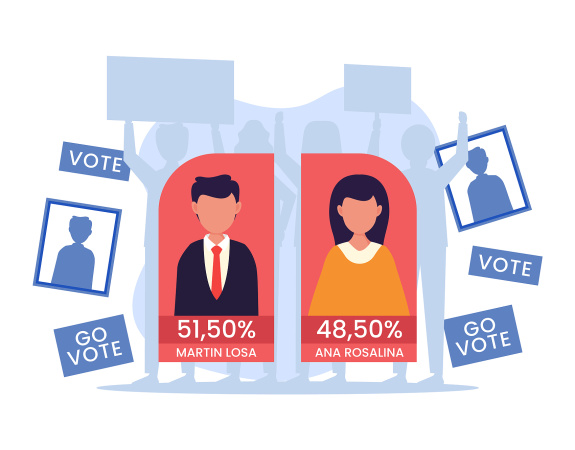 VOTE
GO
VOTE
51,50%
MARTIN LOSA
48,50%
ANA ROSALINA
VOTE
GO
VOTE